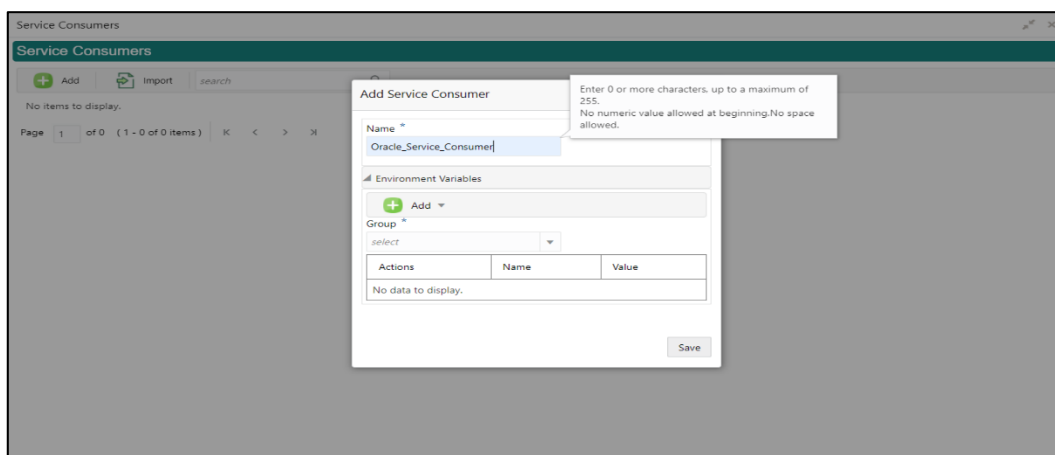 Service Consumers
Service Consumers
Add Import search
No items to display.
Page 1 of 0 (1 - 0 of 0 items)
Add Service Consumer
Enter 0 or more characters, up to a maximum of
255.
No numeric value allowed at beginning.No space
allowed.
Name *
Oracle_Service_Consumer
Environment Variables
Add
Group *
select
Actions Name Value
No data to display.
Save